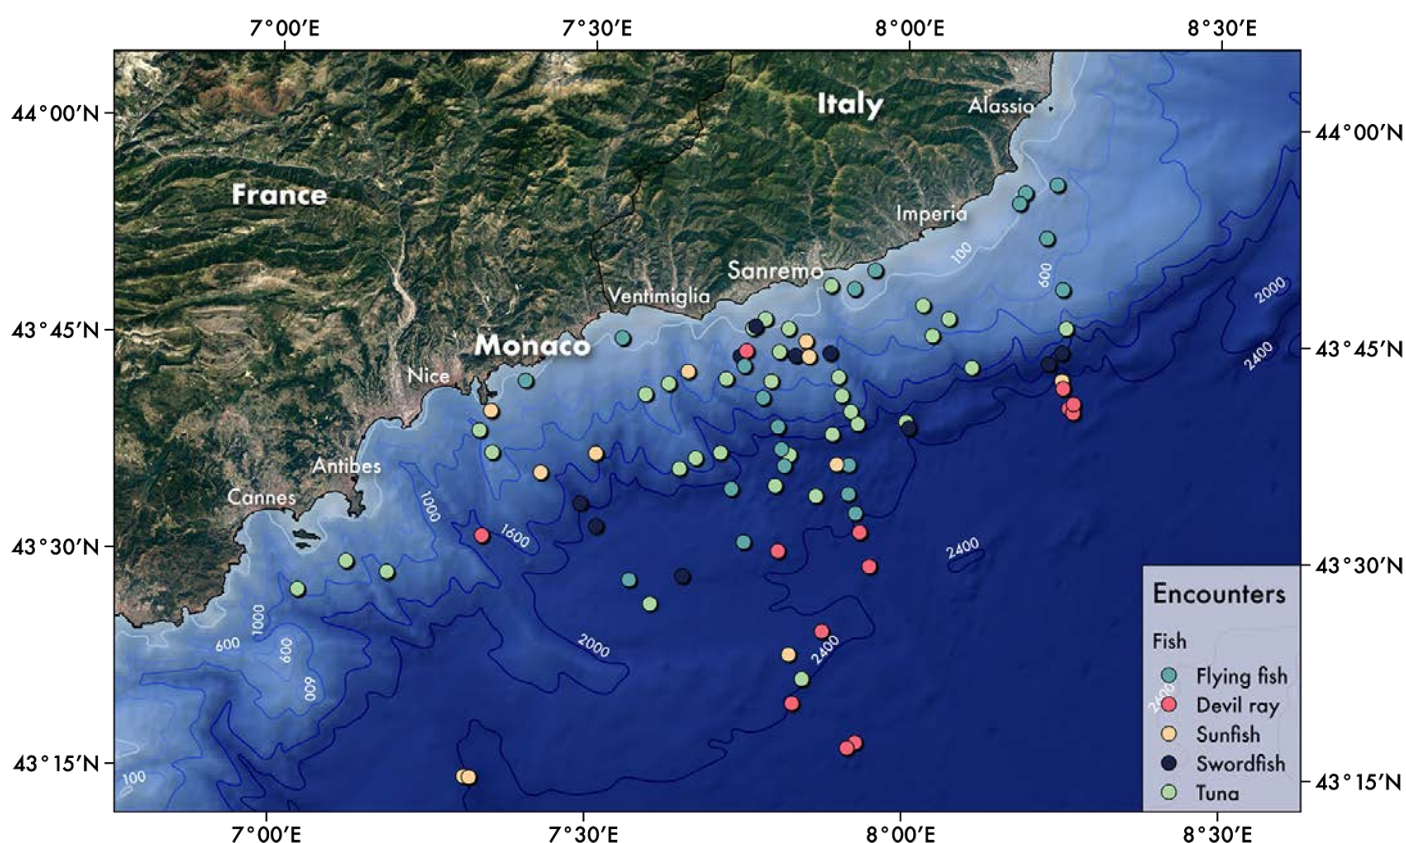 7°00′E 7°30′E 8°00′E 8°30′E
44°00′N
Italy
Alassio
44°00′N
France
Imperia
100
600
Sanremo
Ventimiglia
2000
43°45′N
Monaco
43°45′N
2400
Nice
Antibes
Cannes
1000
1600
43°30′N
2400
43°30′N
Encounters
1000
600
600
2000
2400
Fish
Flying fish
600
2400
Devil ray
Sunfish
43°15′N
100
Swordfish
43°15′N
Tuna
7°00′E 7°30′E 8°00′E 8°30′E